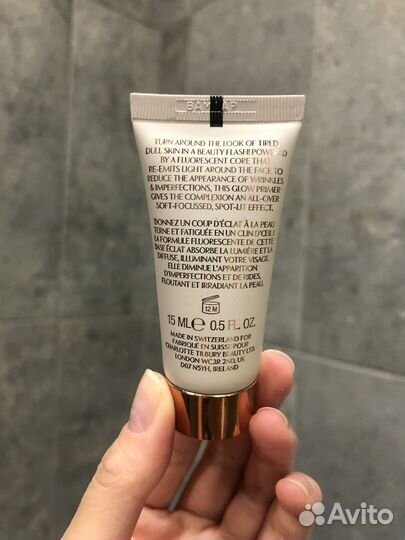 TURN AROUND THE LOOK OF TIRED
DULL SKIN IN A BEAUTY FLASH! POWERED
BY A FLUORESCENT CORE THAT
RE-EMITS LIGHT AROUND THE FACE TO
REDUCE THE APPEARANCE OF WRINKLES
& IMPERFECTIONS, THIS GLOW PRIMER
GIVES THE COMPLEXION AN ALL-OVER
SOFT-FOCUSSED, SPOT-LIT EFFECT.
DONNEZ UN COUP D'ÉCLAT À LA PEAU
TERNE ET FATIGUÉE EN UN CLIN D'ŒIL !
LA FORMULE FLUORESCENTE DE CETTE
BASE ÉCLAT ABSORBE LA LUMIÈRE ET LA
DIFFUSE, ILLUMINANT VOTRE VISAGE.
ELLE DIMINUE L'APPARITION
D'IMPERFECTIONS ET DE RIDES,
FLOUTANT ET IRRADIANT LA PEAU.
12 M
15 ML ℮ 0.5 FL. OZ.
MADE IN SWITZERLAND FOR
FABRIQUÉ EN SUISSE POUR
CHARLOTTE TILBURY BEAUTY LTD.
LONDON WC2R 2ND, UK
D07 N5YH, IRELAND
Avito